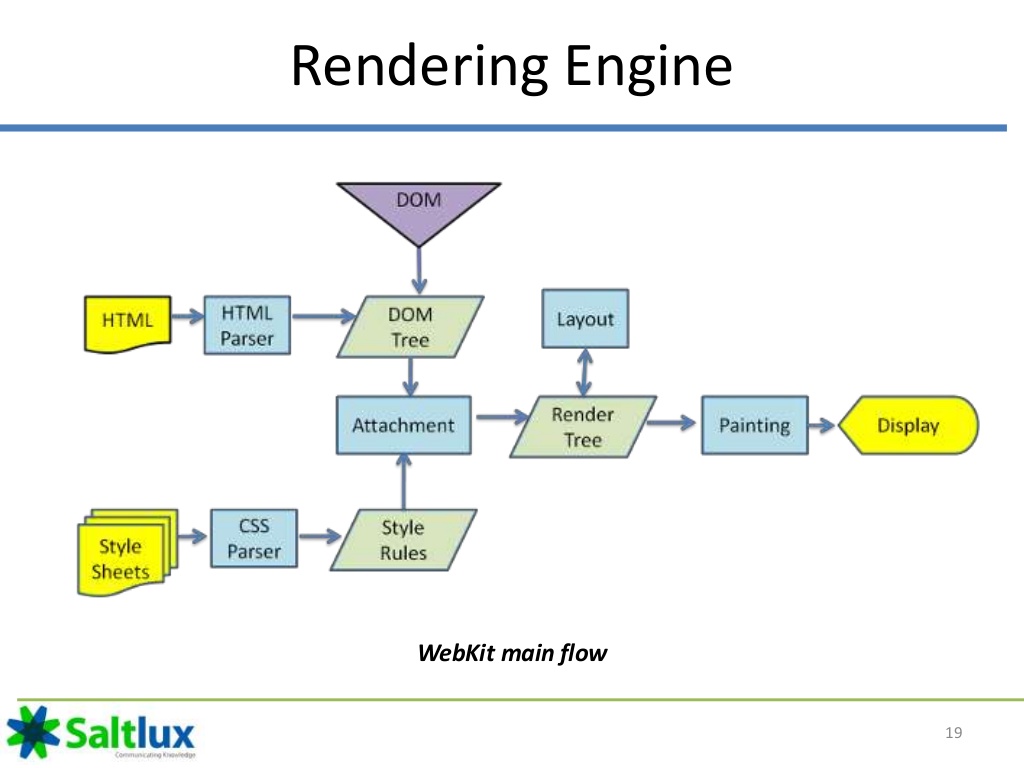 Rendering Engine
DOM
HTML
HTML
Parser
DOM
Tree
Layout
Attachment
Render
Tree
Painting
Display
Style
Sheets
CSS
Parser
Style
Rules
WebKit main flow
Saltlux
Communicating Knowledge
19